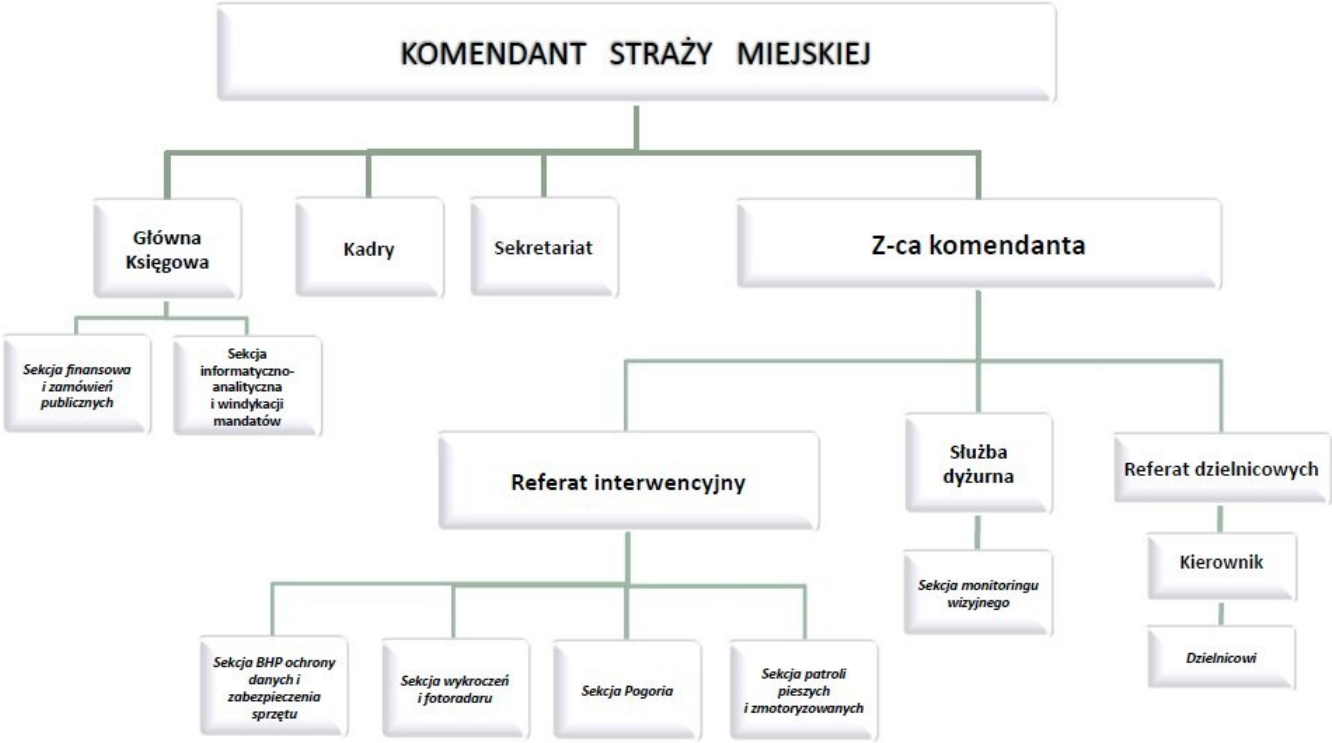 KOMENDANT STRAŻY MIEJSKIEJ
Główna
Księgowa
Kadry
Sekretariat
Z-ca komendanta
Sekcja finansowa
i zamówień
publicznych
Sekcja
informatyczno-
analityczna
i windykacji
mandatów
Referat interwencyjny
Służba
dyżurna
Referat dzielnicowych
Sekcja monitoringu
wizyjnego
Kierownik
Dzielnicowi
Sekcja BHP ochrony
danych i
zabezpieczenia
sprzętu
Sekcja wykroczeń
i fotoradaru
Sekcja Pogoria
Sekcja patroli
pieszych
i zmotoryzowanych